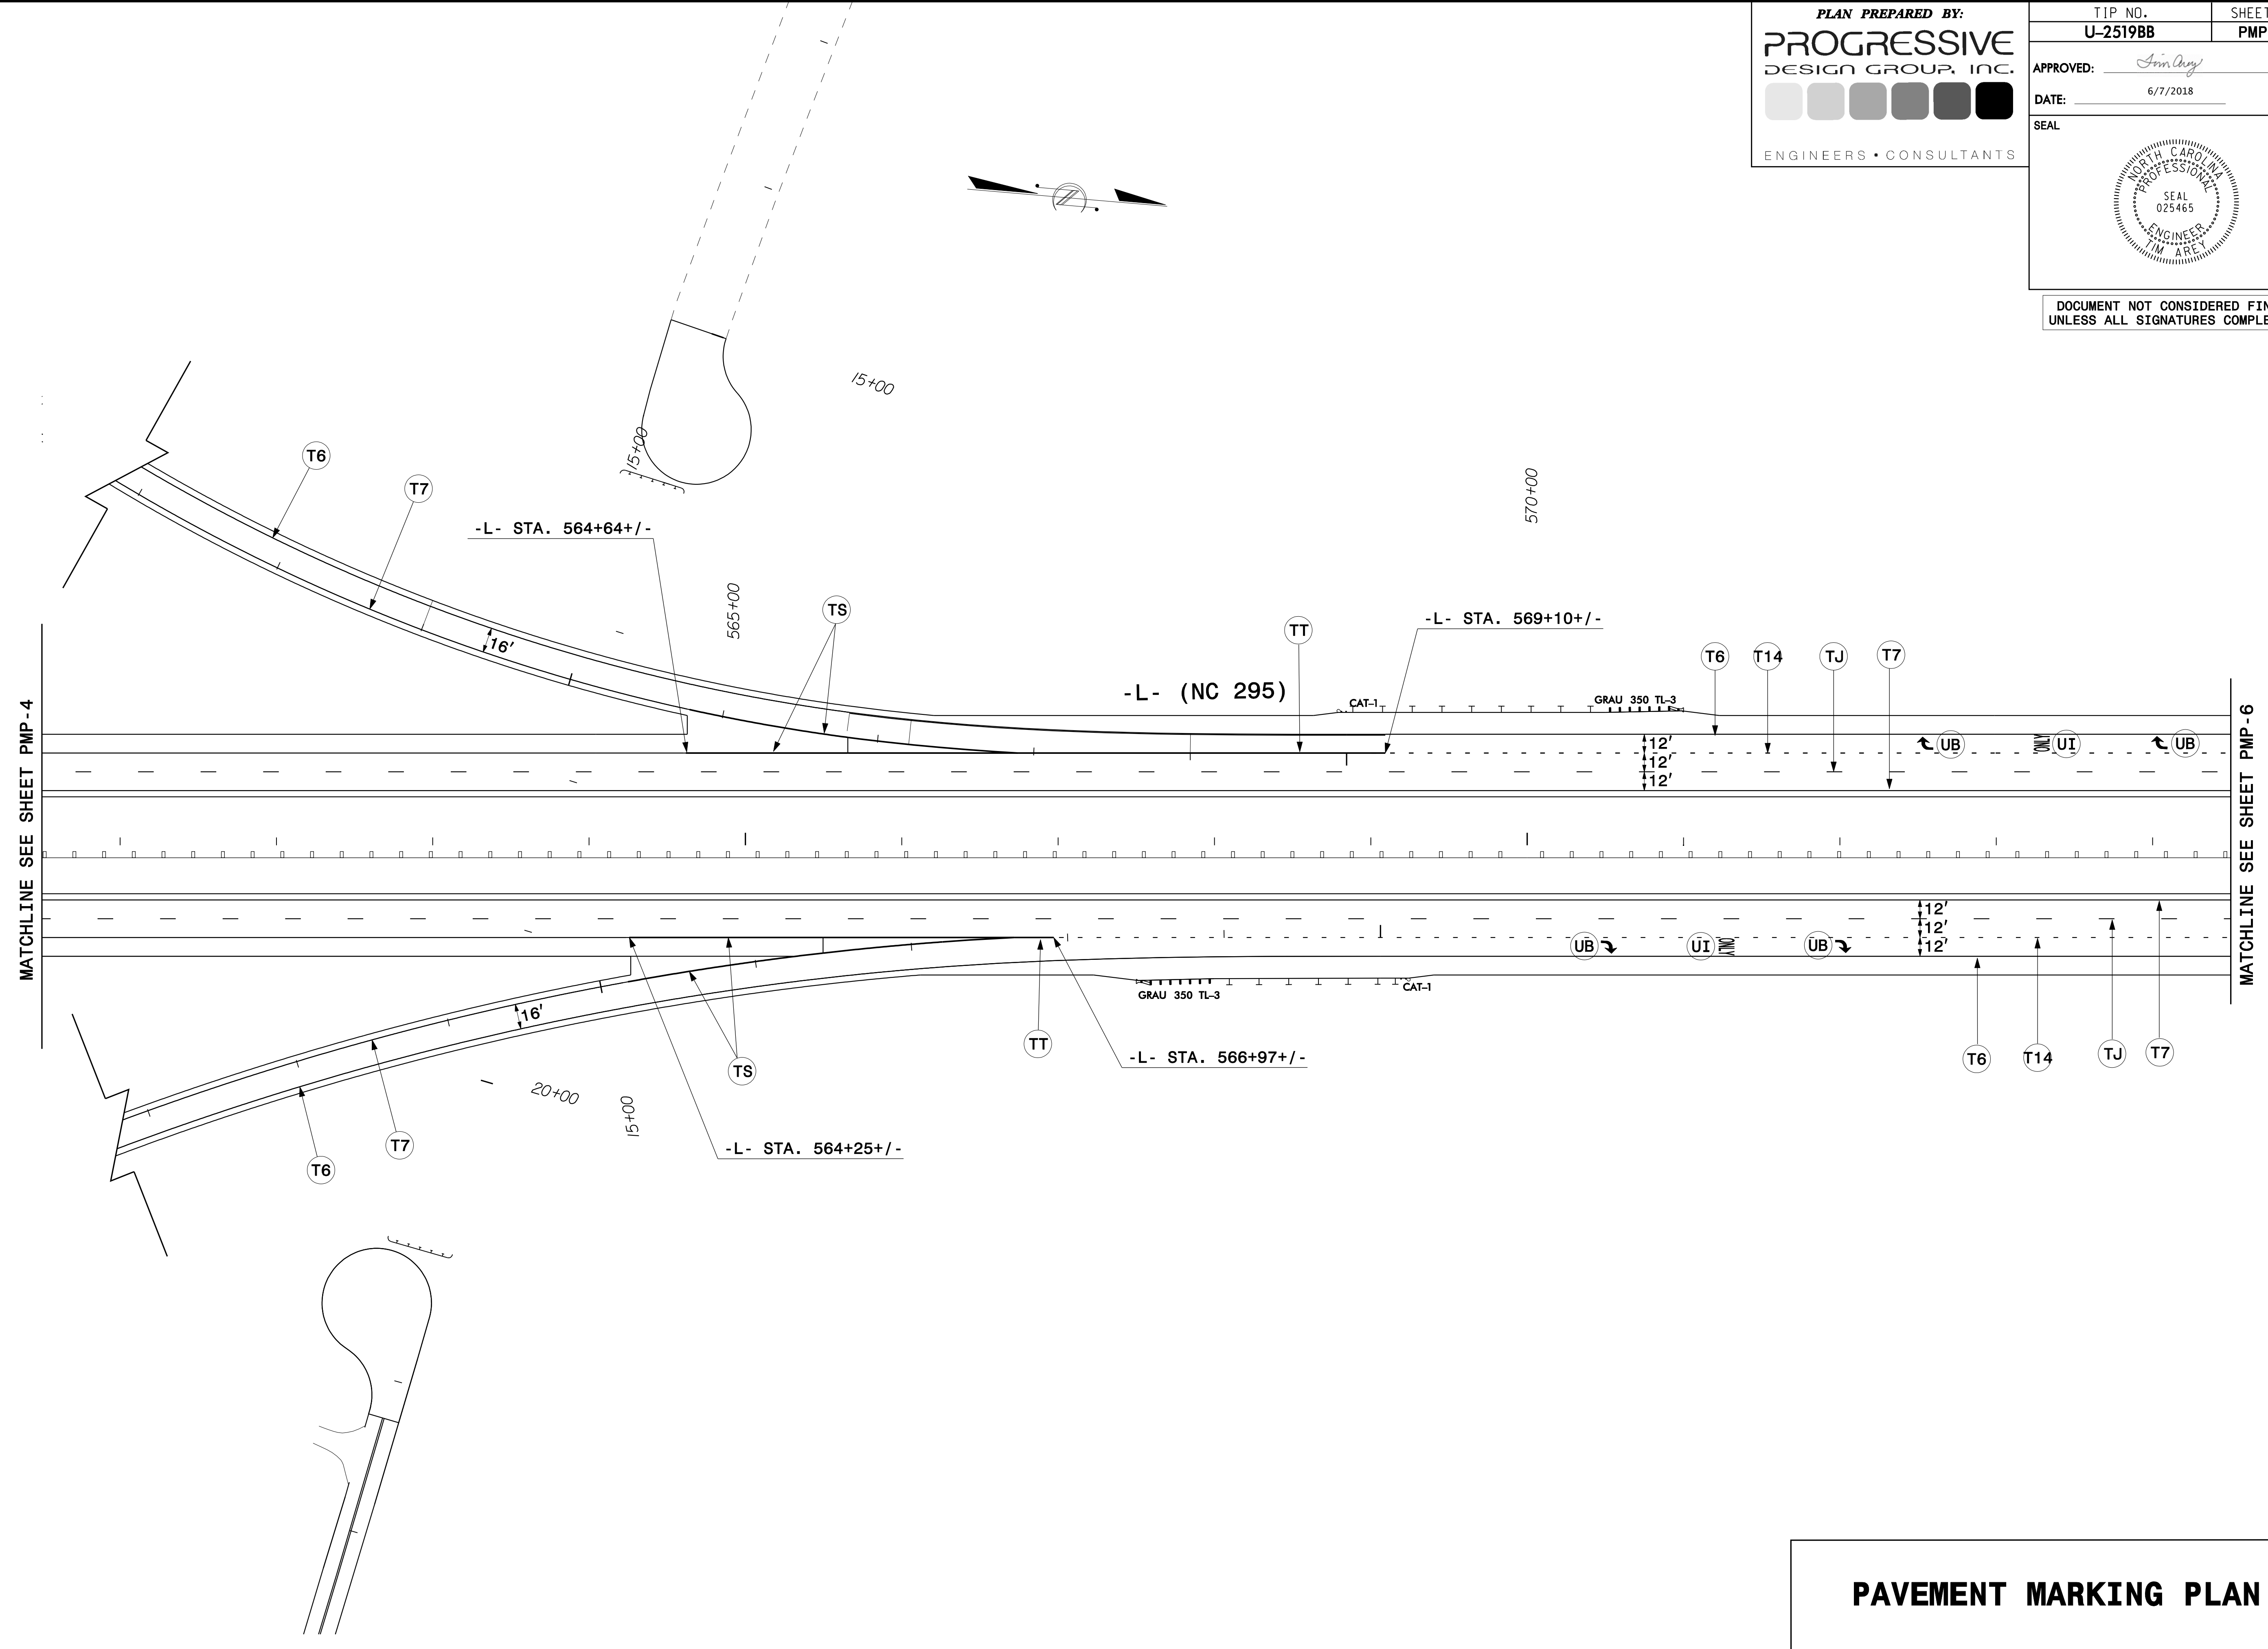 PLAN PREPARED BY:
PROGRESSIVE
DESIGN GROUP, INC.
ENGINEERS • CONSULTANTS
TIP NO.
SHEET
U–2519BB
PMP
APPROVED:
Tim Arey
DATE:
6/7/2018
SEAL
NORTH CAROLINA
PROFESSIONAL
SEAL
025465
ENGINEER
TIM AREY
DOCUMENT NOT CONSIDERED FIN
UNLESS ALL SIGNATURES COMPLE
15+00
15+00
T6
T7
-L- STA. 564+64+/-
570+00
565+00
TS
16'
TT
-L- STA. 569+10+/-
T6
T14
TJ
T7
-L- (NC 295)
CAT–1
GRAU 350 TL–3
12'
12'
12'
UB
ONLY
UI
UB
MATCHLINE SEE SHEET PMP-4
MATCHLINE SEE SHEET PMP-6
12'
12'
12'
UB
UI
ONLY
UB
GRAU 350 TL–3
CAT–1
16'
TT
-L- STA. 566+97+/-
TS
T6
T14
TJ
T7
20+00
15+00
T7
T6
-L- STA. 564+25+/-
PAVEMENT MARKING PLAN